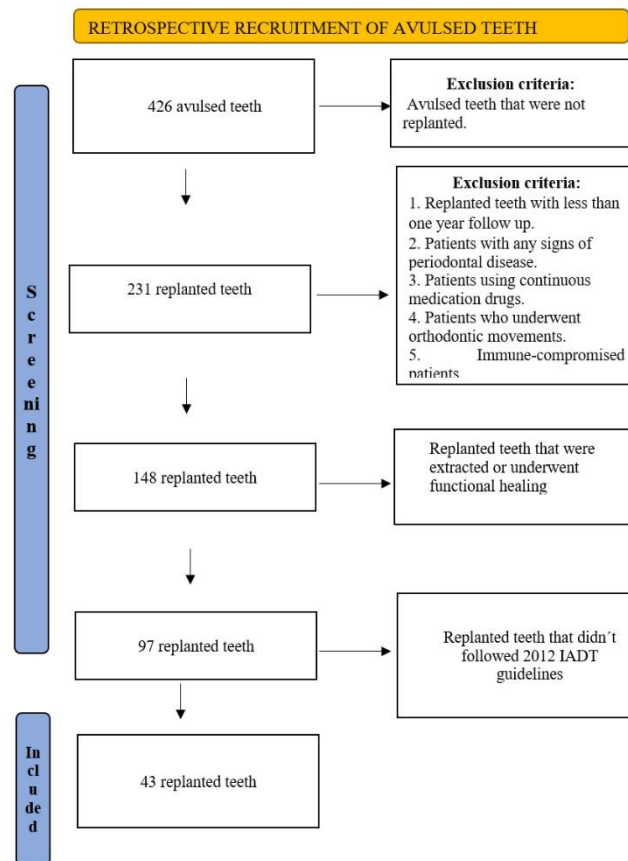 RETROSPECTIVE RECRUITMENT OF AVULSED TEETH
Screening
426 avulsed teeth
Exclusion criteria:
Avulsed teeth that were not
replanted.
231 replanted teeth
Exclusion criteria:
1. Replanted teeth with less than
one year follow up.
2. Patients with any signs of
periodontal disease.
3. Patients using continuous
medication drugs.
4. Patients who underwent
orthodontic movements.
5. Immune-compromised
patients
148 replanted teeth
Replanted teeth that were
extracted or underwent
functional healing
97 replanted teeth
Replanted teeth that didn´t
followed 2012 IADT
guidelines
Included
43 replanted teeth